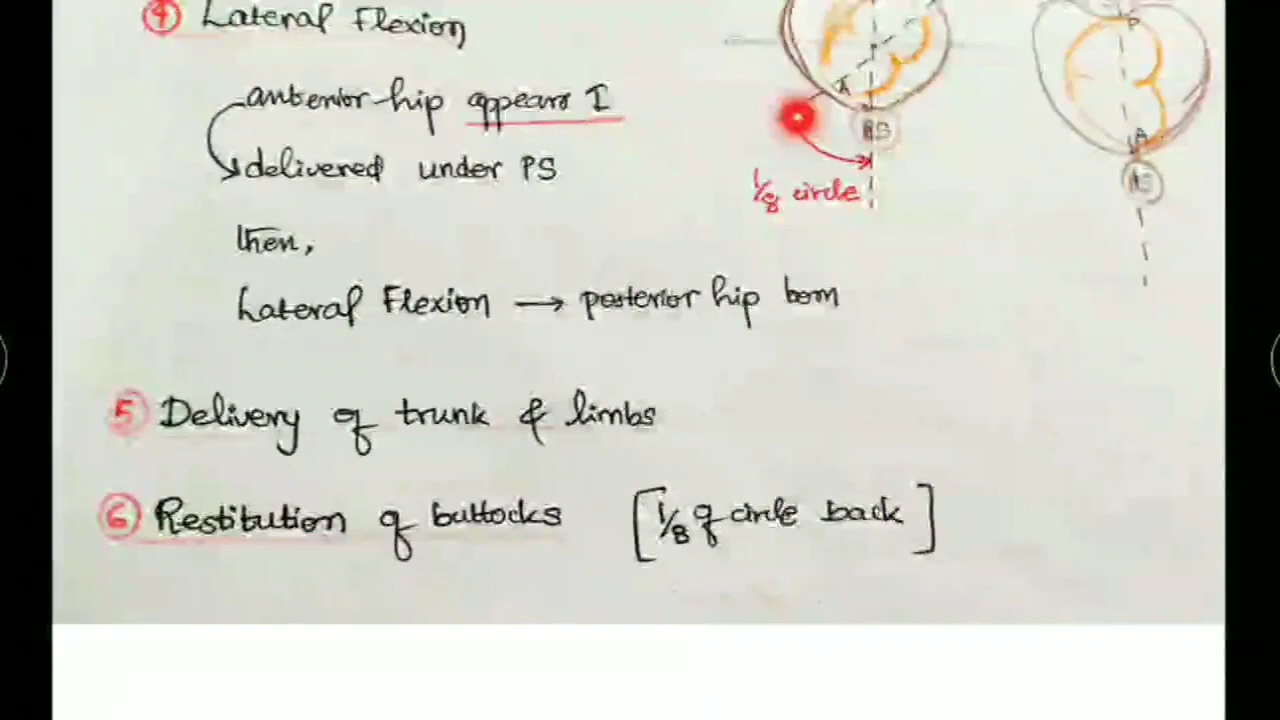 ④ Lateral Flexion
anterior hip appears I
delivered under PS
then,
Lateral Flexion → posterior hip born
⑤ Delivery of trunk & limbs
⑥ Restitution of buttocks [1/8 of circle back]
A
PS
1/8 circle
P
A